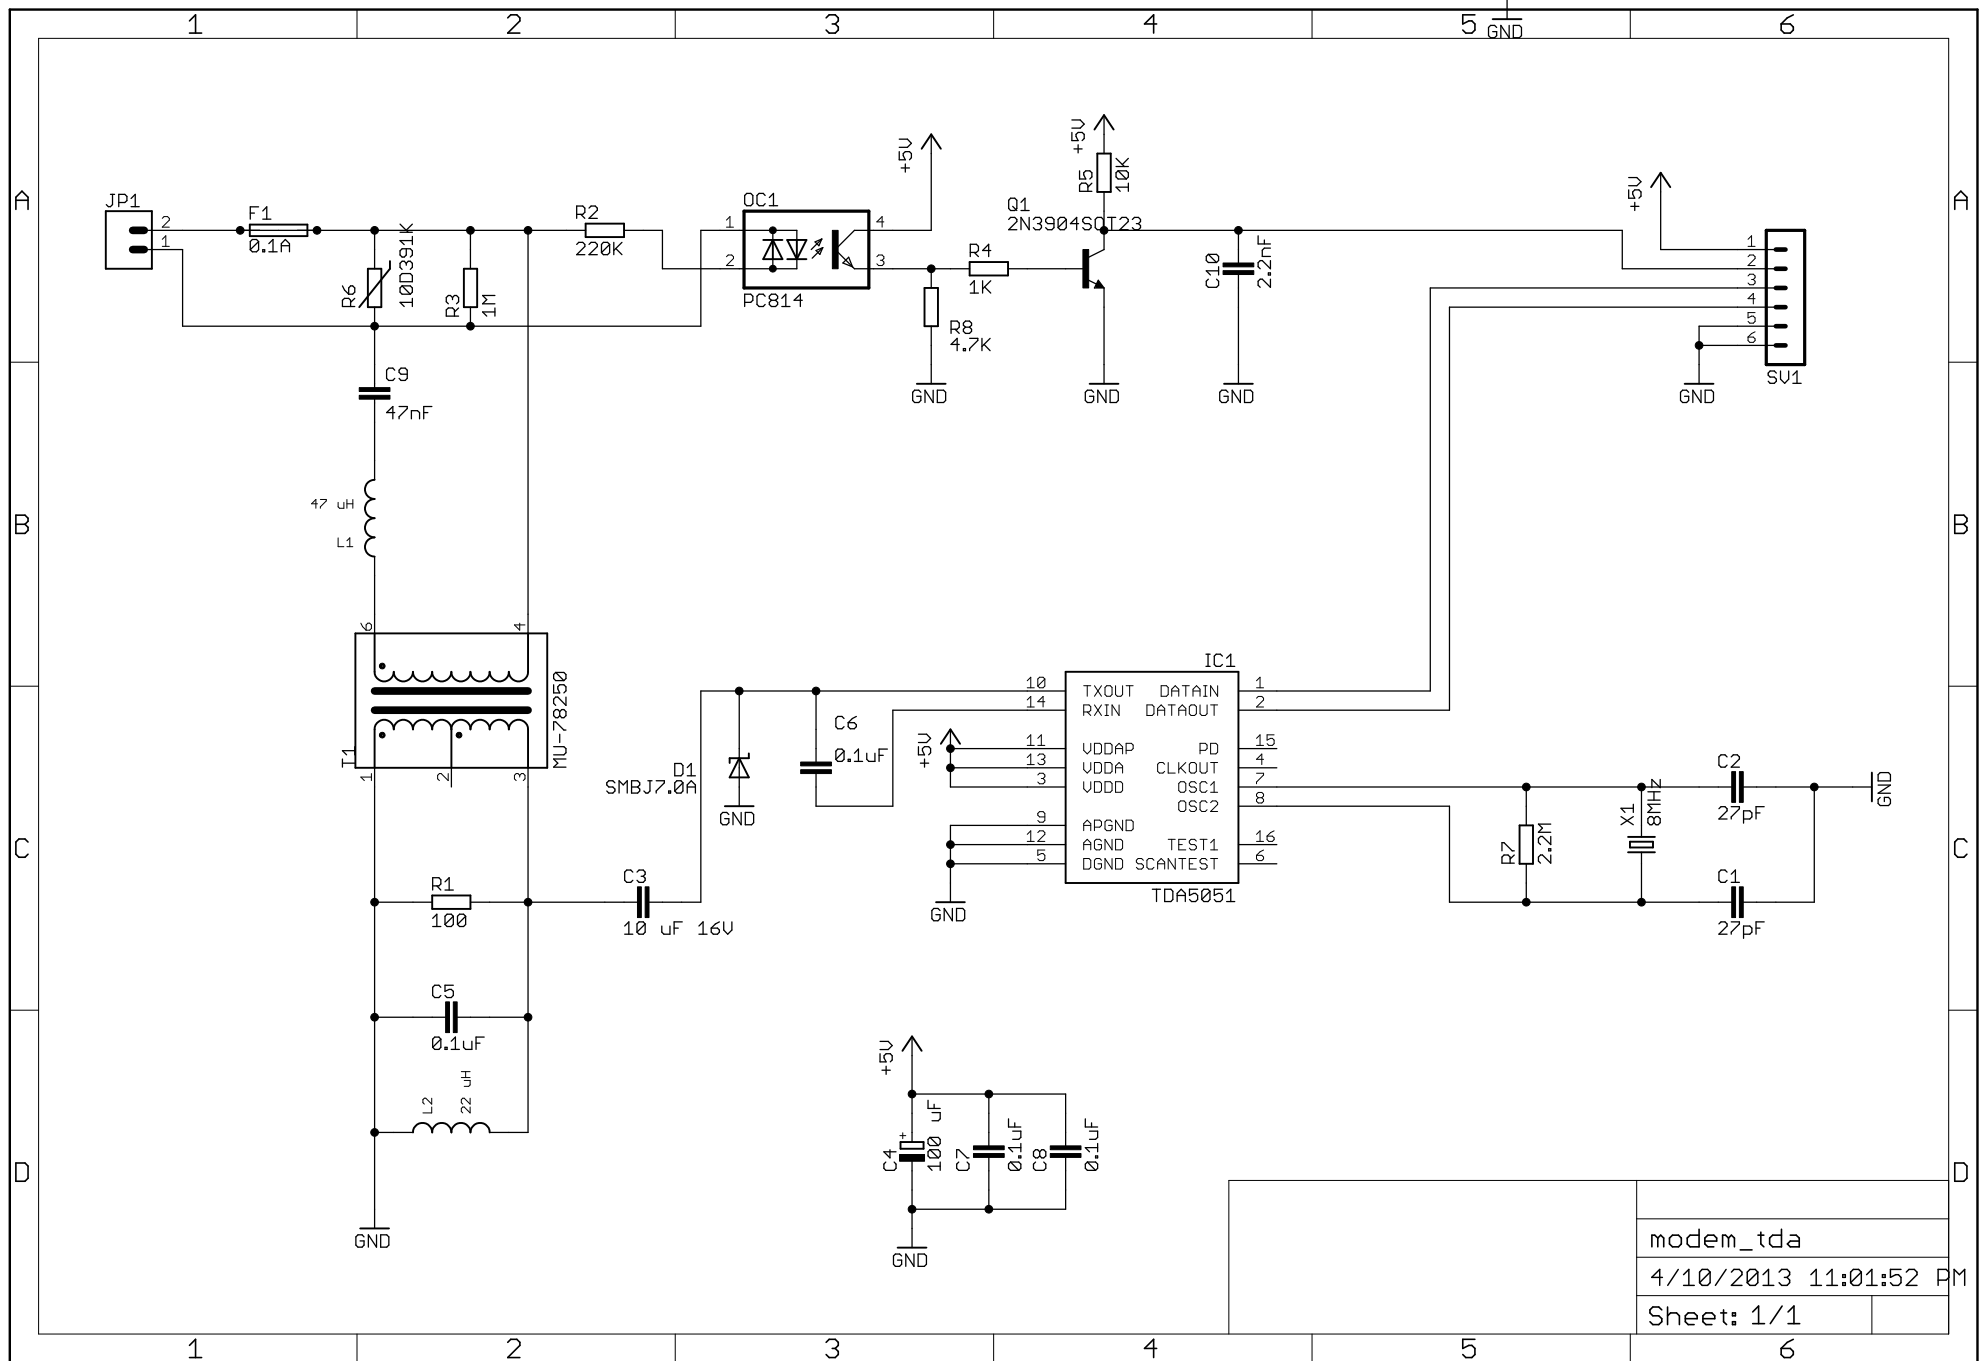 1 2 3 4 5 6
GND
A
A
JP1
2
1
F1
0.1A
R6
10D391K
R3
1M
R2
220K
OC1
1
2
4
3
PC814
+5V
R4
1K
R8
4.7K
GND
Q1
2N3904SOT23
+5V
R5
10K
GND
C10
2.2nF
GND
+5V
1
2
3
4
5
6
SV1
GND
C9
47nF
B
B
47 uH
L1
6
4
T1
MU-78250
1
2
3
D1
SMBJ7.0A
GND
C6
0.1uF
IC1
10 TXOUT DATAIN 1
14 RXIN DATAOUT 2
+5V
11 VDDAP PD 15
13 VDDA CLKOUT 4
3 VDDD OSC1 7
OSC2 8
9 APGND
12 AGND TEST1 16
5 DGND SCANTEST 6
TDA5051
GND
C
C
R7
2.2M
X1
8MHz
C2
27pF
C1
27pF
GND
R1
100
C3
10 uF 16V
C5
0.1uF
L2
22 uH
GND
D
D
+5V
C4
+
100 uF
C7
0.1uF
C8
0.1uF
GND
modem_tda
4/10/2013 11:01:52 PM
Sheet: 1/1
1 2 3 4 5 6